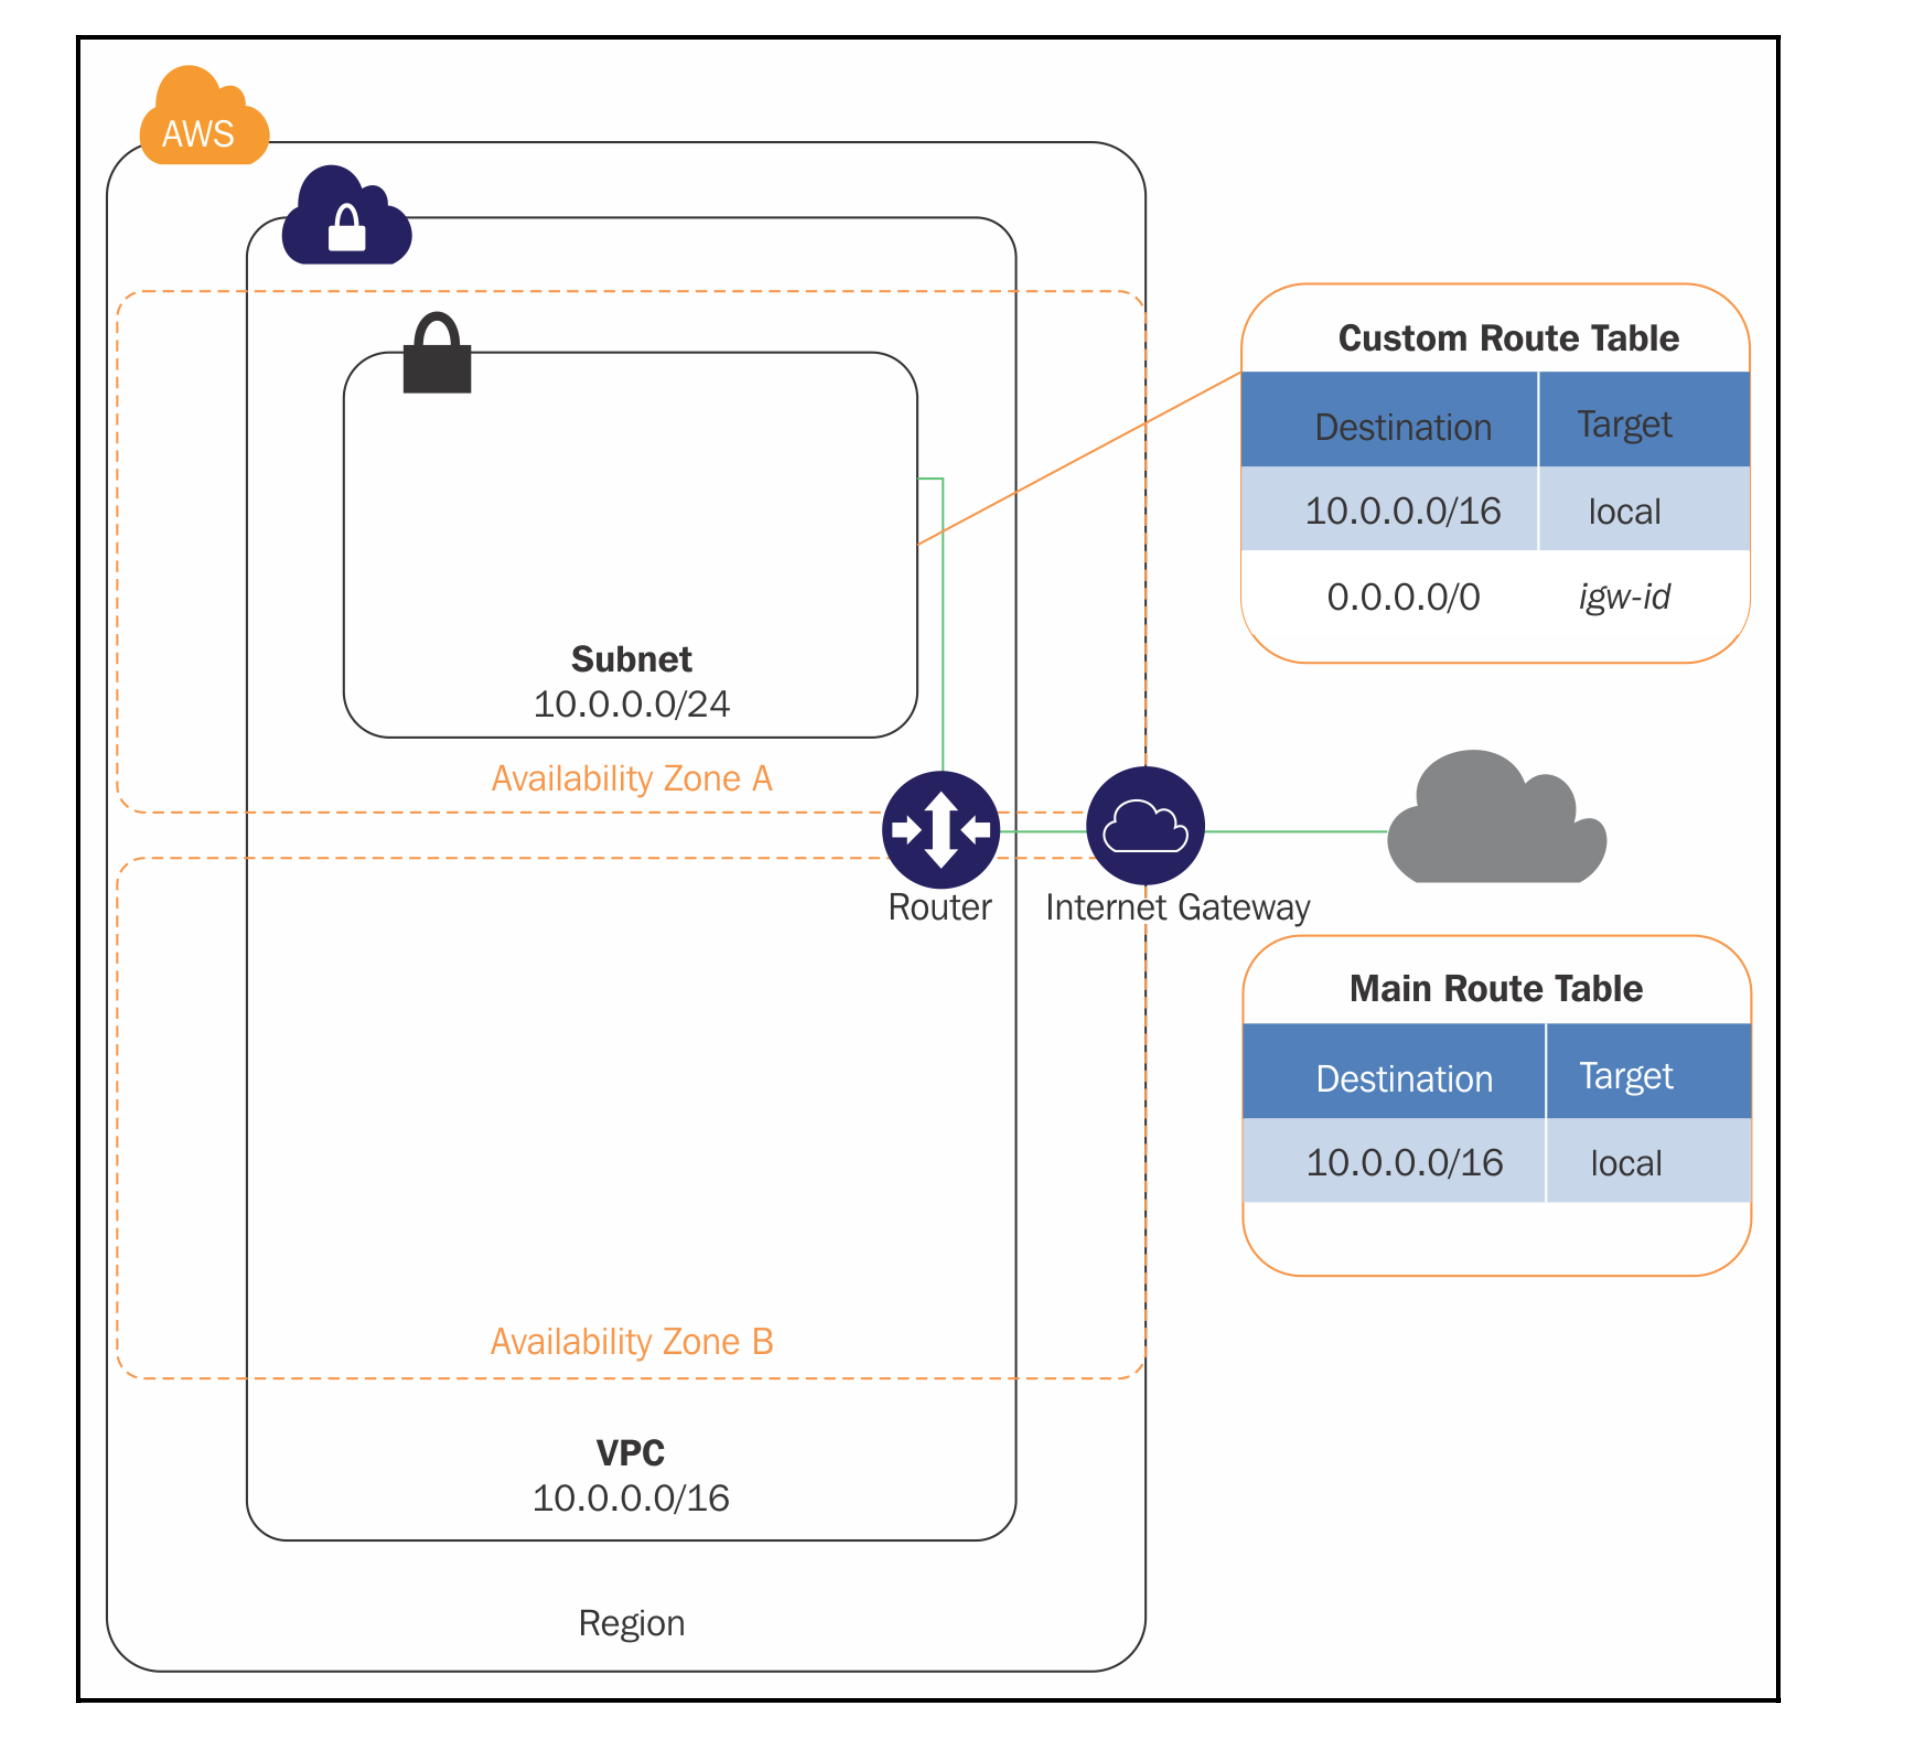 AWS
Custom Route Table
Destination Target
10.0.0.0/16 local
0.0.0.0/0 igw-id
Subnet
10.0.0.0/24
Availability Zone A
Router
Internet Gateway
Main Route Table
Destination Target
10.0.0.0/16 local
Availability Zone B
VPC
10.0.0.0/16
Region